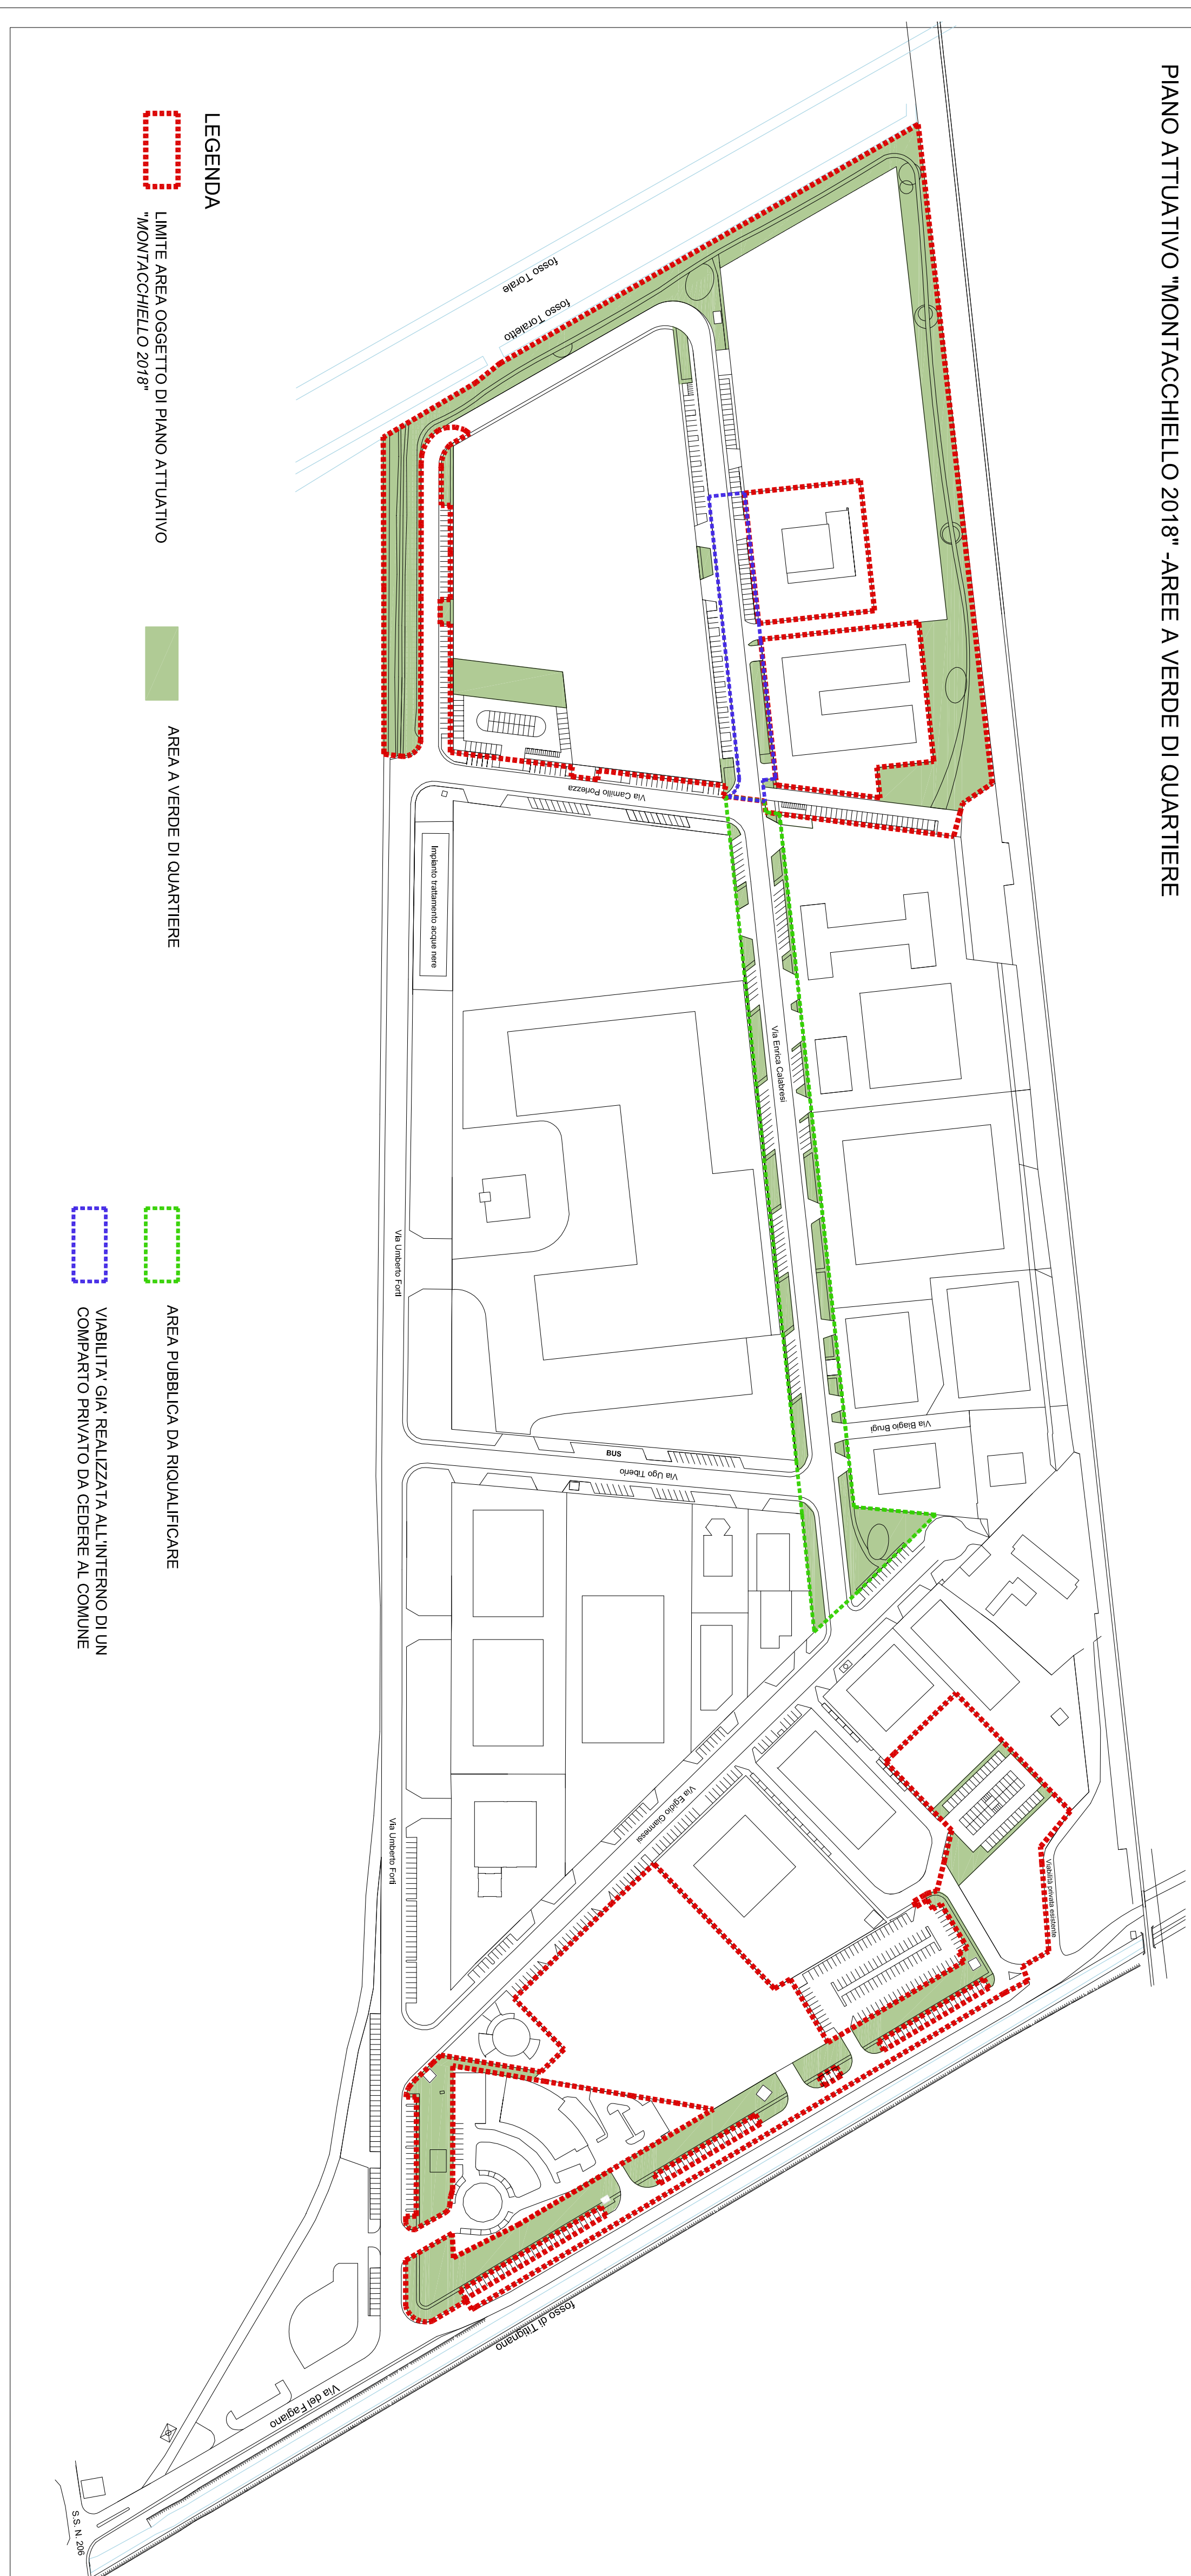 PIANO ATTUATIVO "MONTACCHIELLO 2018" -AREE A VERDE DI QUARTIERE
fosso Torale
fosso Toraletto
Via Camillo Porlezza
Impianto trattamento acque nere
Via Enrica Calabresi
Via Umberto Forti
Via Biagio Brugi
BUS
Via Ugo Tiberio
Via Egidio Giannessi
Via Umberto Forti
Viabilità privata esistente
fosso di Titignano
Via del Fagiano
S.S. N. 206
LEGENDA
LIMITE AREA OGGETTO DI PIANO ATTUATIVO
"MONTACCHIELLO 2018"
AREA A VERDE DI QUARTIERE
AREA PUBBLICA DA RIQUALIFICARE
VIABILITA' GIA' REALIZZATA ALL'INTERNO DI UN
COMPARTO PRIVATO DA CEDERE AL COMUNE